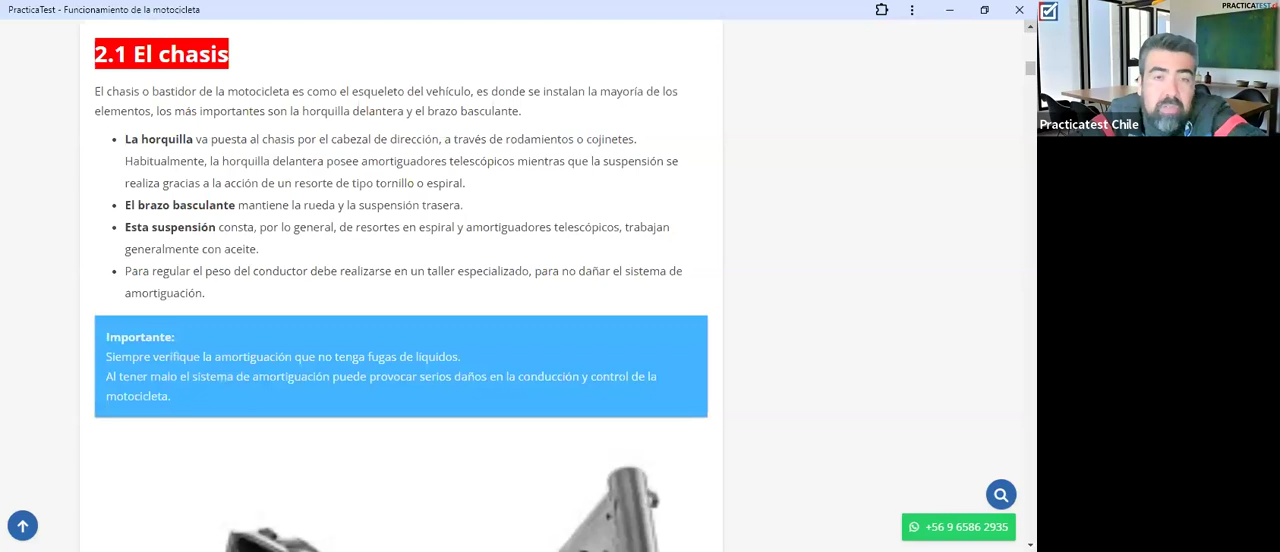 PracticaTest - Funcionamiento de la motocicleta
PRACTICATEST.cl
2.1 El chasis
El chasis o bastidor de la motocicleta es como el esqueleto del vehículo, es donde se instalan la mayoría de los
elementos, los más importantes son la horquilla delantera y el brazo basculante.
La horquilla va puesta al chasis por el cabezal de dirección, a través de rodamientos o cojinetes.
Habitualmente, la horquilla delantera posee amortiguadores telescópicos mientras que la suspensión se
realiza gracias a la acción de un resorte de tipo tornillo o espiral.
El brazo basculante mantiene la rueda y la suspensión trasera.
Esta suspensión consta, por lo general, de resortes en espiral y amortiguadores telescópicos, trabajan
generalmente con aceite.
Para regular el peso del conductor debe realizarse en un taller especializado, para no dañar el sistema de
amortiguación.
Importante:
Siempre verifique la amortiguación que no tenga fugas de líquidos.
Al tener malo el sistema de amortiguación puede provocar serios daños en la conducción y control de la
motocicleta.
Practicatest Chile
+56 9 6586 2935